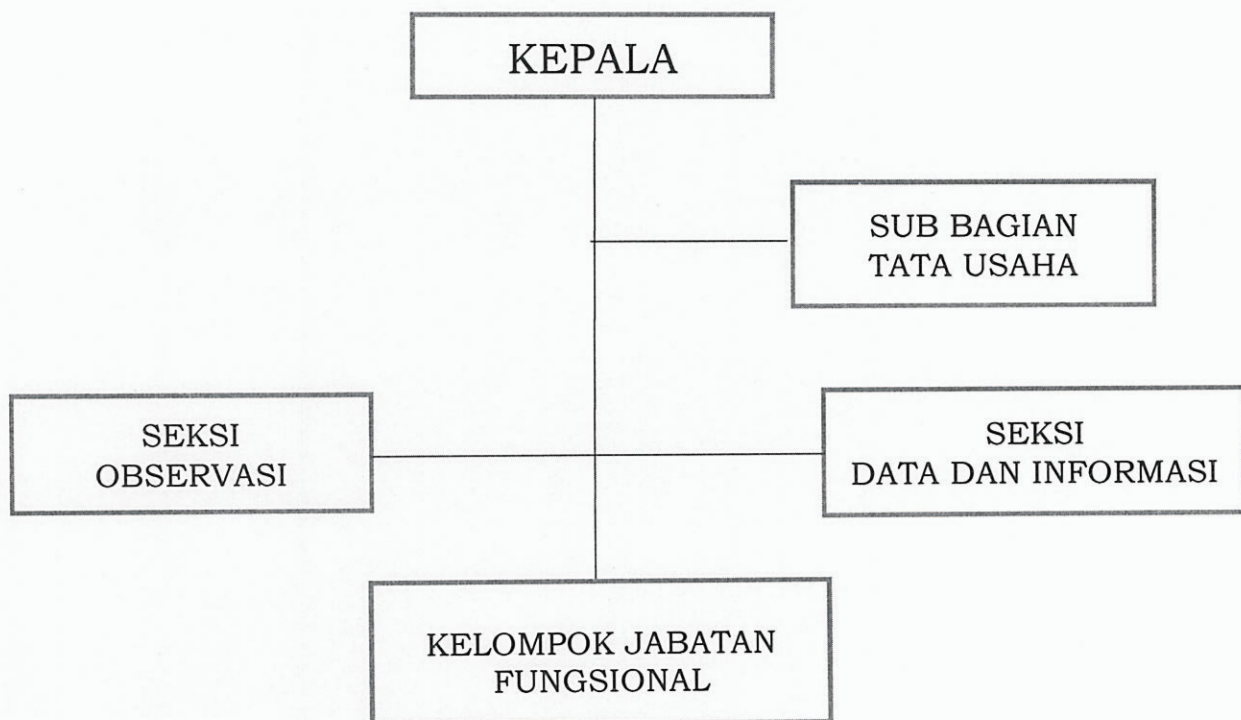 KEPALA
SUB BAGIAN
TATA USAHA
SEKSI
OBSERVASI
SEKSI
DATA DAN INFORMASI
KELOMPOK JABATAN
FUNGSIONAL